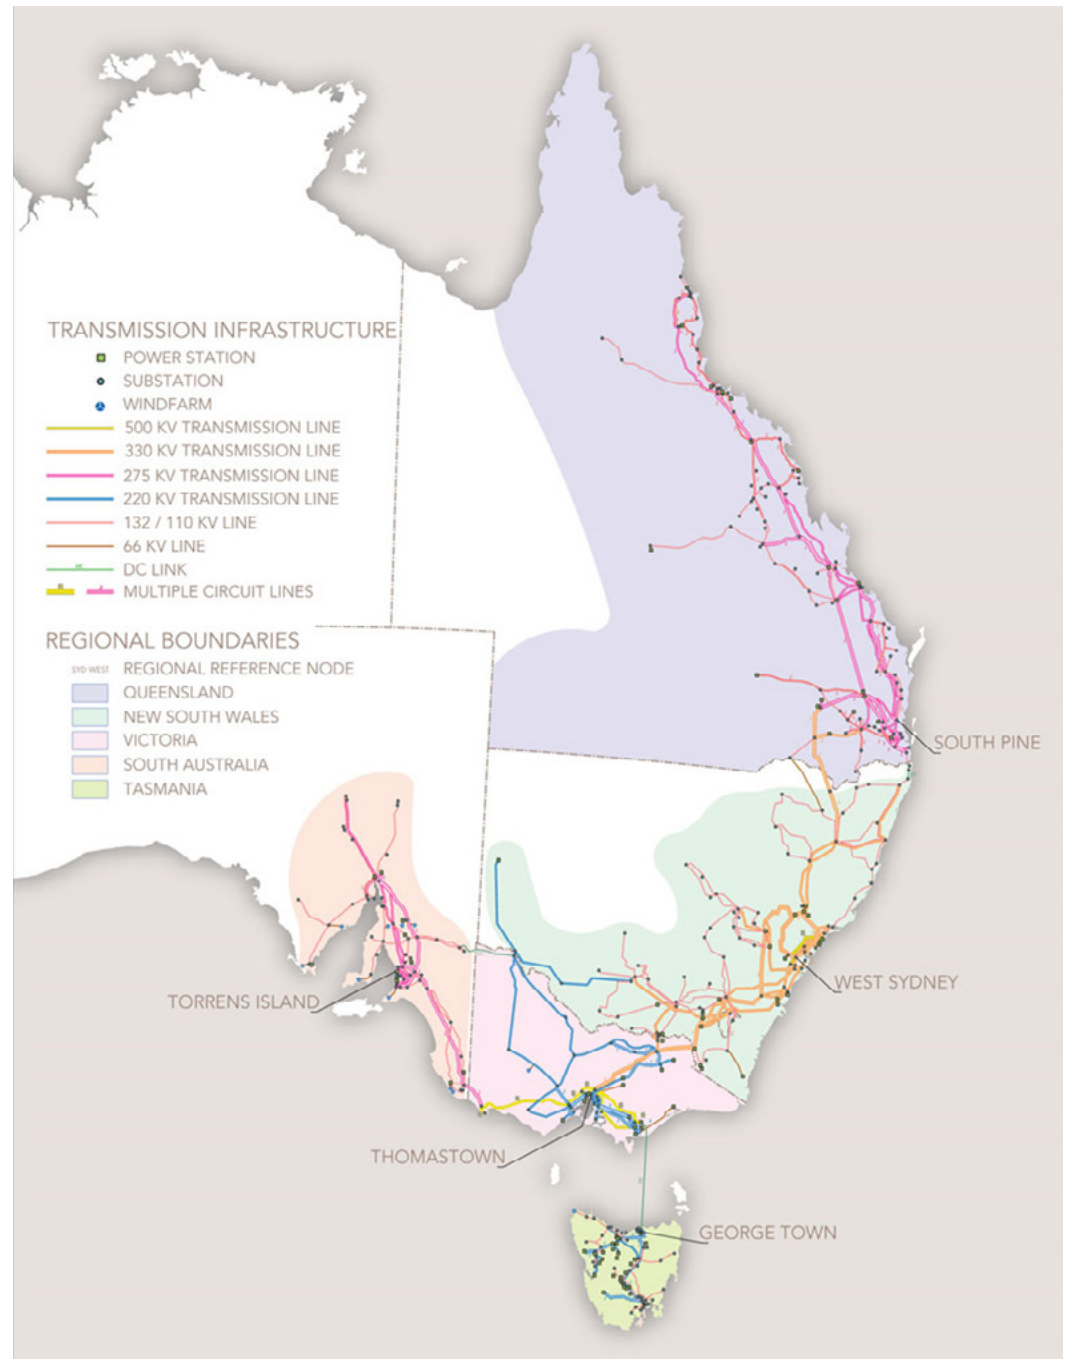 TRANSMISSION INFRASTRUCTURE
POWER STATION
SUBSTATION
WINDFARM
500 KV TRANSMISSION LINE
330 KV TRANSMISSION LINE
275 KV TRANSMISSION LINE
220 KV TRANSMISSION LINE
132 / 110 KV LINE
66 KV LINE
DC LINK
MULTIPLE CIRCUIT LINES
REGIONAL BOUNDARIES
SYD WEST REGIONAL REFERENCE NODE
QUEENSLAND
NEW SOUTH WALES
VICTORIA
SOUTH AUSTRALIA
TASMANIA
SOUTH PINE
WEST SYDNEY
TORRENS ISLAND
THOMASTOWN
GEORGE TOWN